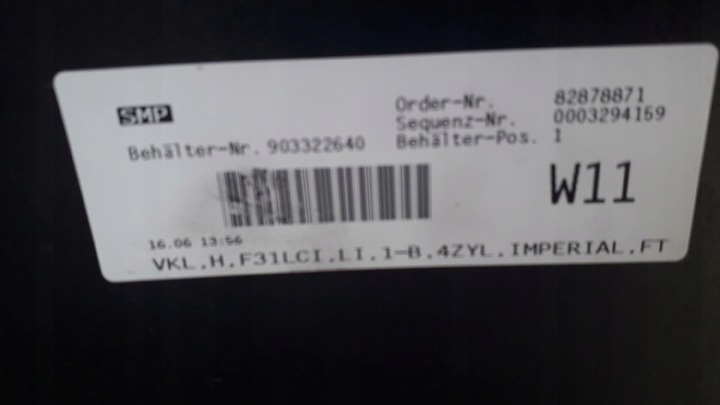 SMP
Order-Nr. 82878871
Sequenz-Nr. 0003294159
Behälter-Nr. 903322640 Behälter-Pos. 1
W11
16.06 13:56
VKL,H,F31LCI,LI,1-B,4ZYL,IMPERIAL,FT